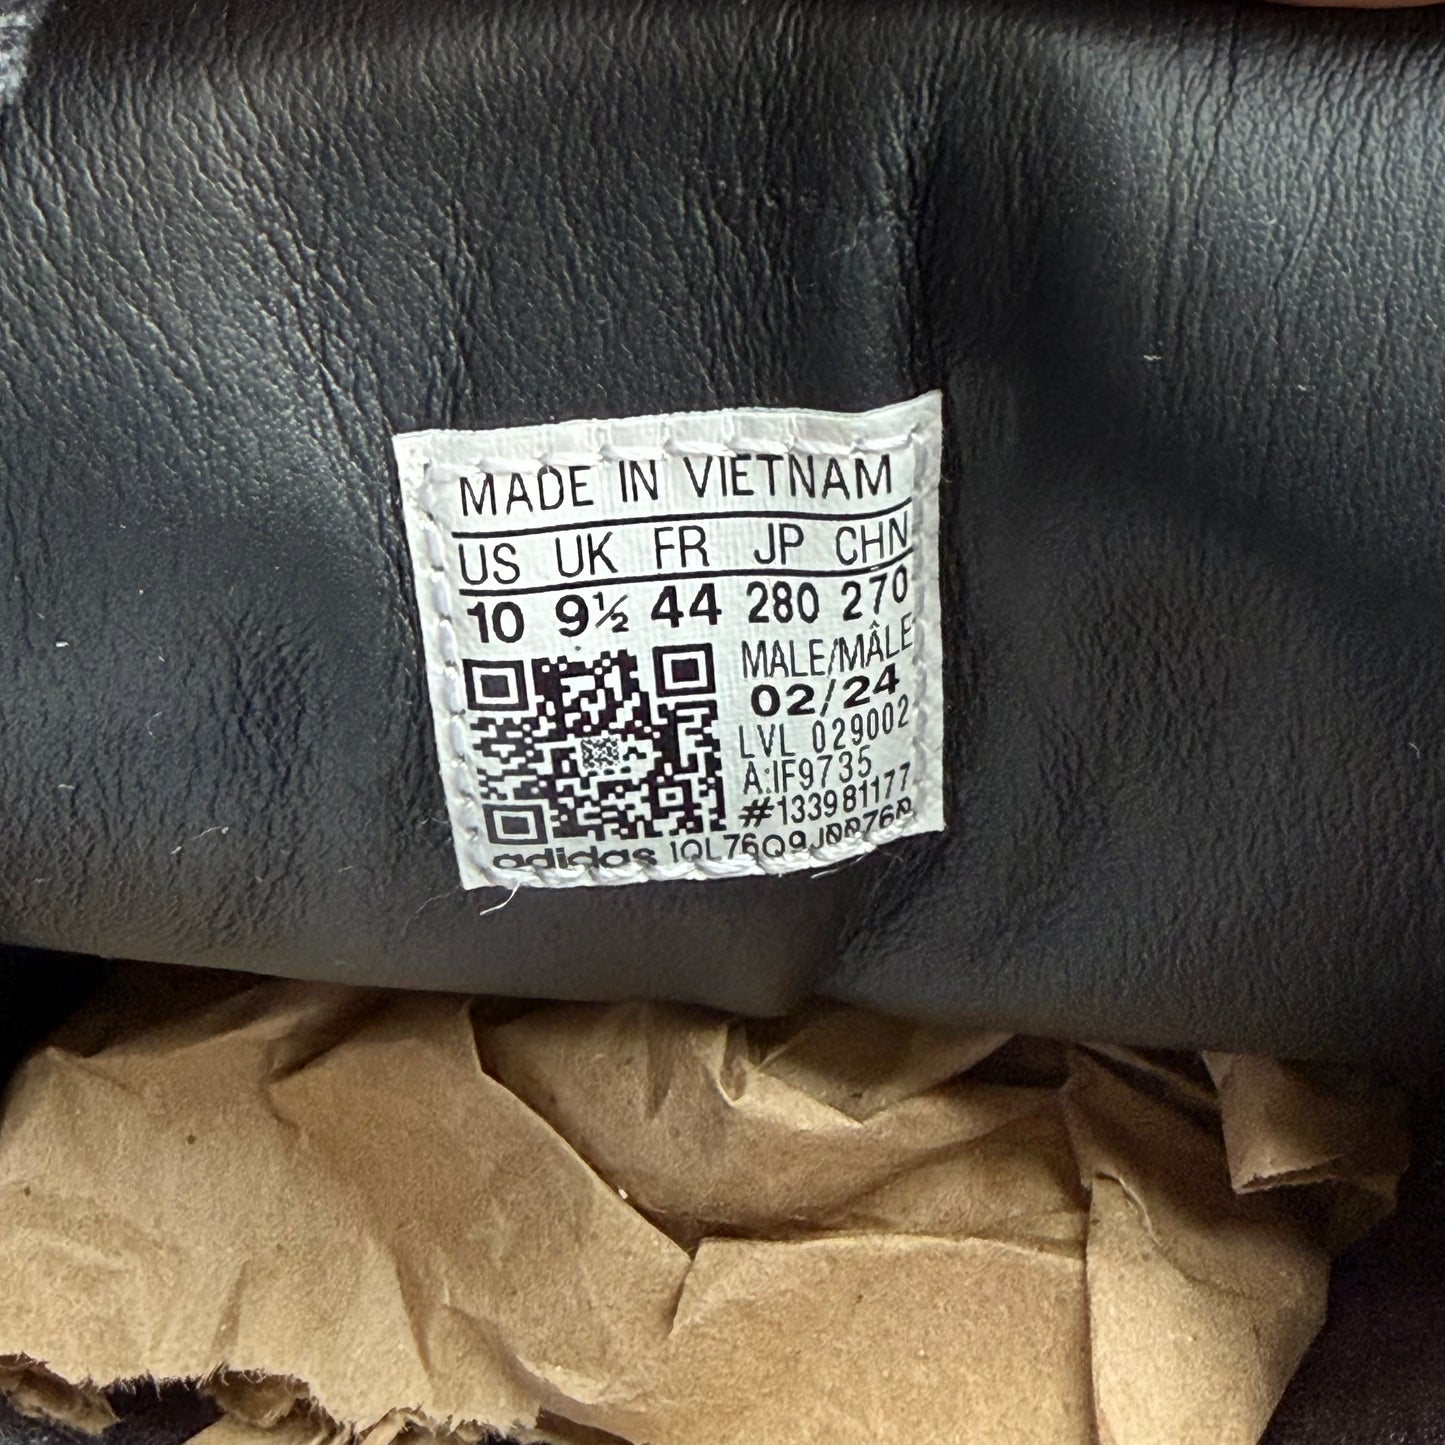 MADE IN VIETNAM
US UK FR JP CHN
10 9½ 44 280 270
MALE/MÂLE
02/24
LVL 029002
A:IF9735
#133981177
adidas